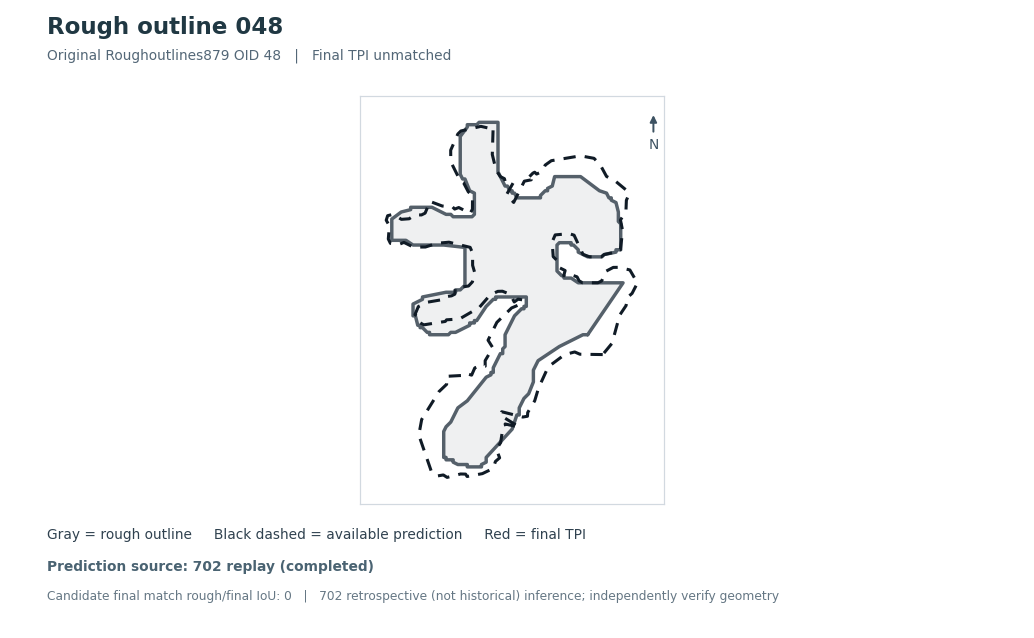 Rough outline 048
Original Roughoutlines879 OID 48   |   Final TPI unmatched
N
Gray = rough outline     Black dashed = available prediction     Red = final TPI
Prediction source: 702 replay (completed)
Candidate final match rough/final IoU: 0   |   702 retrospective (not historical) inference; independently verify geometry